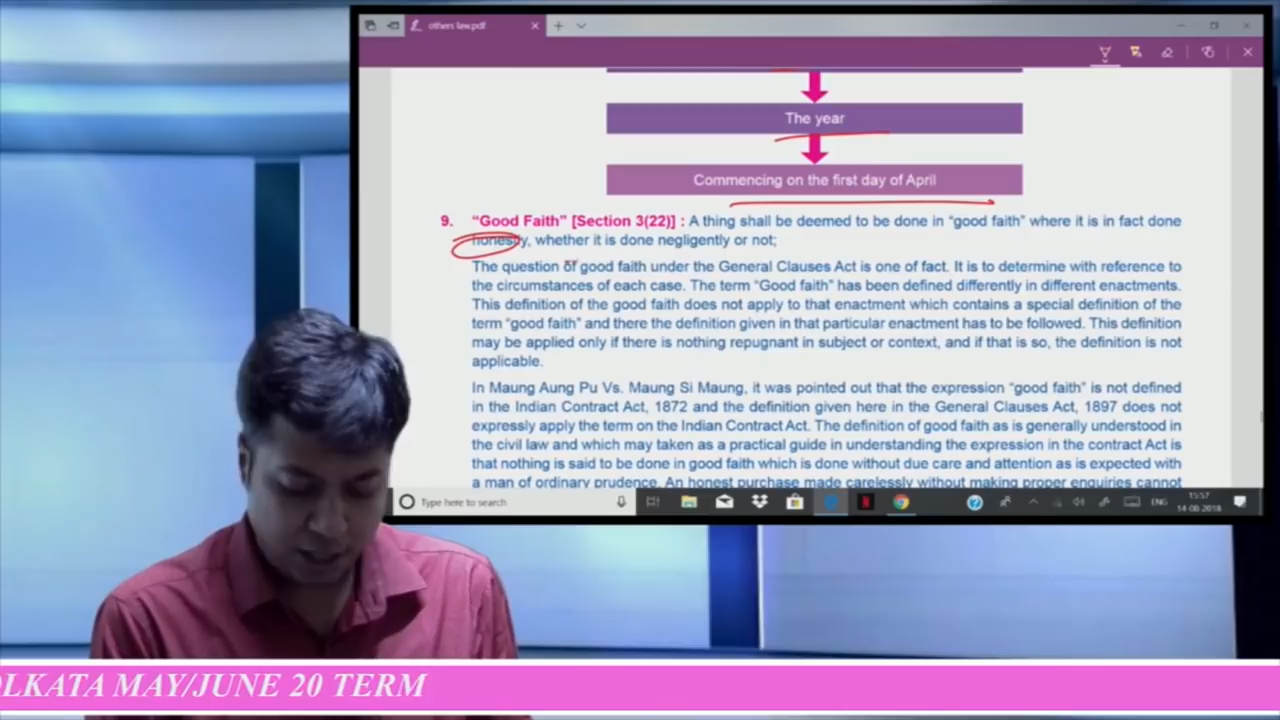 others law.pdf
The year
Commencing on the first day of April
9. “Good Faith” [Section 3(22)] : A thing shall be deemed to be done in “good faith” where it is in fact done
honestly, whether it is done negligently or not;
The question of good faith under the General Clauses Act is one of fact. It is to determine with reference to
the circumstances of each case. The term “Good faith” has been defined differently in different enactments.
This definition of the good faith does not apply to that enactment which contains a special definition of the
term “good faith” and there the definition given in that particular enactment has to be followed. This definition
may be applied only if there is nothing repugnant in subject or context, and if that is so, the definition is not
applicable.
In Maung Aung Pu Vs. Maung Si Maung, it was pointed out that the expression “good faith” is not defined
in the Indian Contract Act, 1872 and the definition given here in the General Clauses Act, 1897 does not
expressly apply the term on the Indian Contract Act. The definition of good faith as is generally understood in
the civil law and which may taken as a practical guide in understanding the expression in the contract Act is
that nothing is said to be done in good faith which is done without due care and attention as is expected with
a man of ordinary prudence. An honest purchase made carelessly without making proper enquiries cannot
Type here to search
ENG
15:57
14-08-2018
OLKATA MAY/JUNE 20 TERM